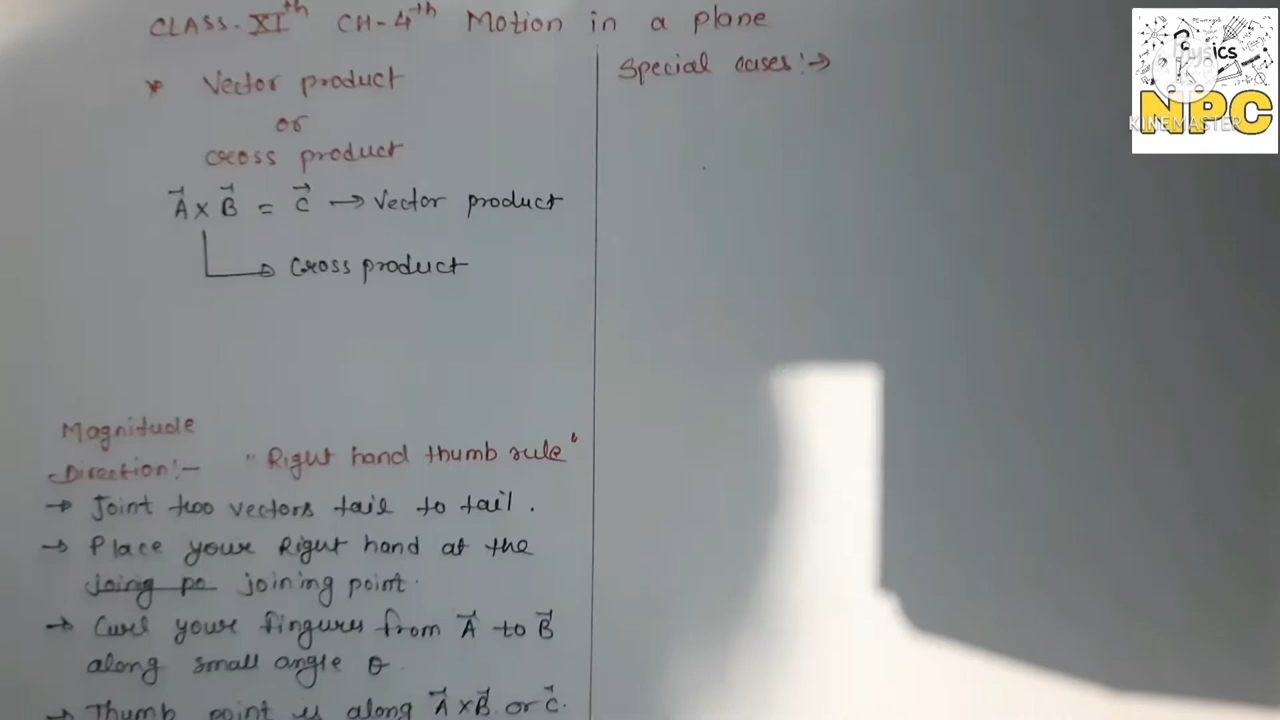 CLASS. XIth CH-4th Motion in a plane
* Vector product
or
cross product
A⃗ x B⃗ = C⃗ → Vector product
→ Cross product
Magnitude
Direction:- "Right hand thumb rule"
→ Joint two vectors tail to tail.
→ Place your Right hand at the
joing po joining point.
→ Curl your fingures from A⃗ to B⃗
along small angle θ.
→ Thumb point is along A⃗ x B⃗ or C⃗.
Special cases:→
Physics
NPC
KINEMASTER